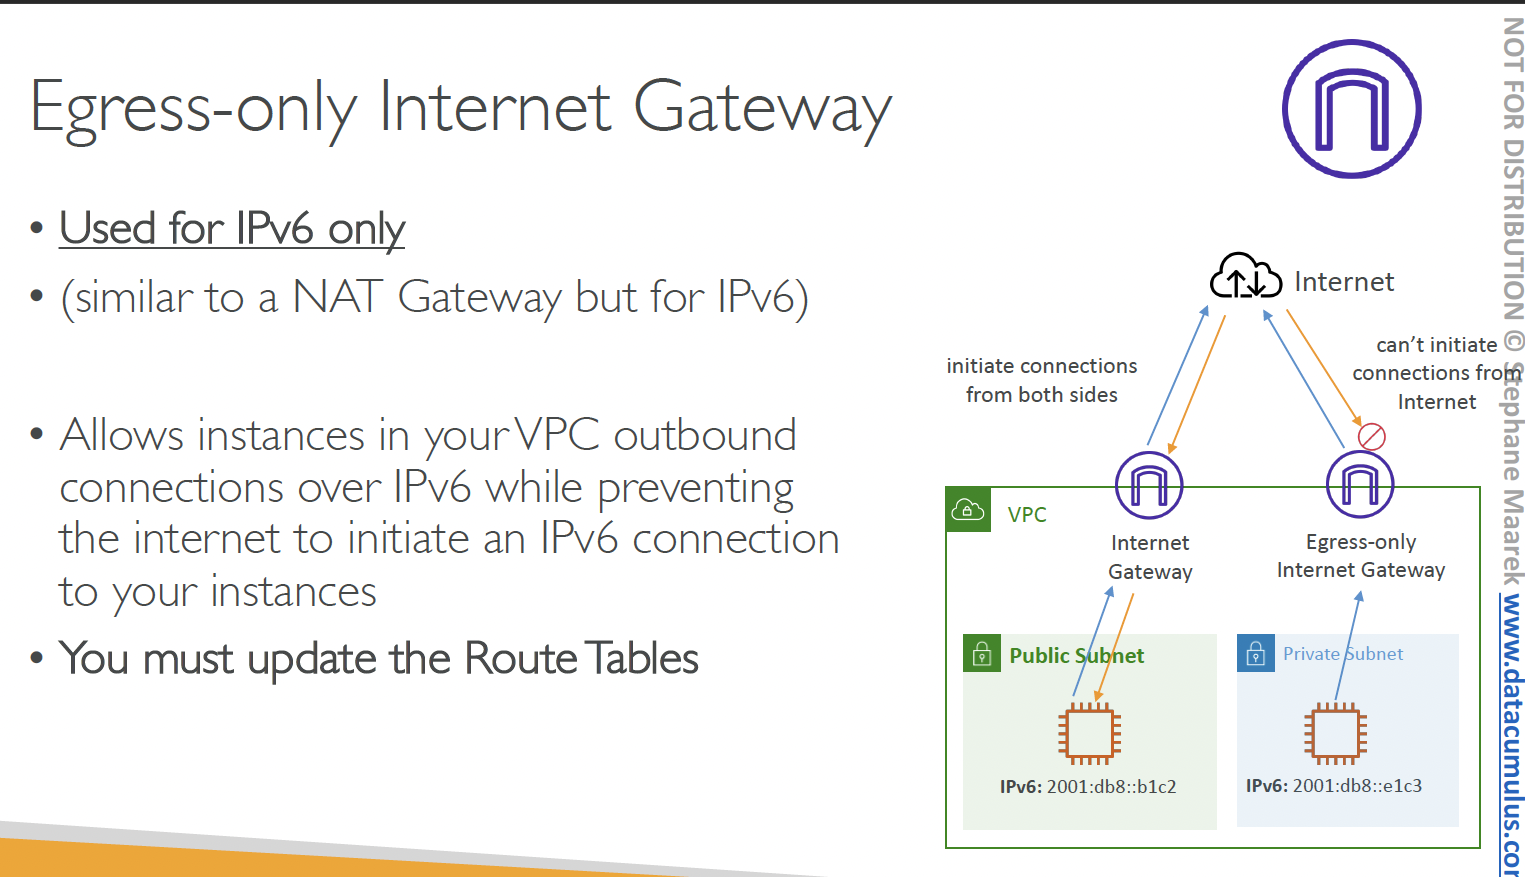 Egress-only Internet Gateway
• Used for IPv6 only
• (similar to a NAT Gateway but for IPv6)
• Allows instances in your VPC outbound
connections over IPv6 while preventing
the internet to initiate an IPv6 connection
to your instances
• You must update the Route Tables
Internet
initiate connections
from both sides
can't initiate
connections from
Internet
VPC
Internet
Gateway
Egress-only
Internet Gateway
Public Subnet
Private Subnet
IPv6: 2001:db8::b1c2
IPv6: 2001:db8::e1c3
NOT FOR DISTRIBUTION © Stephane Maarek www.datacumulus.com